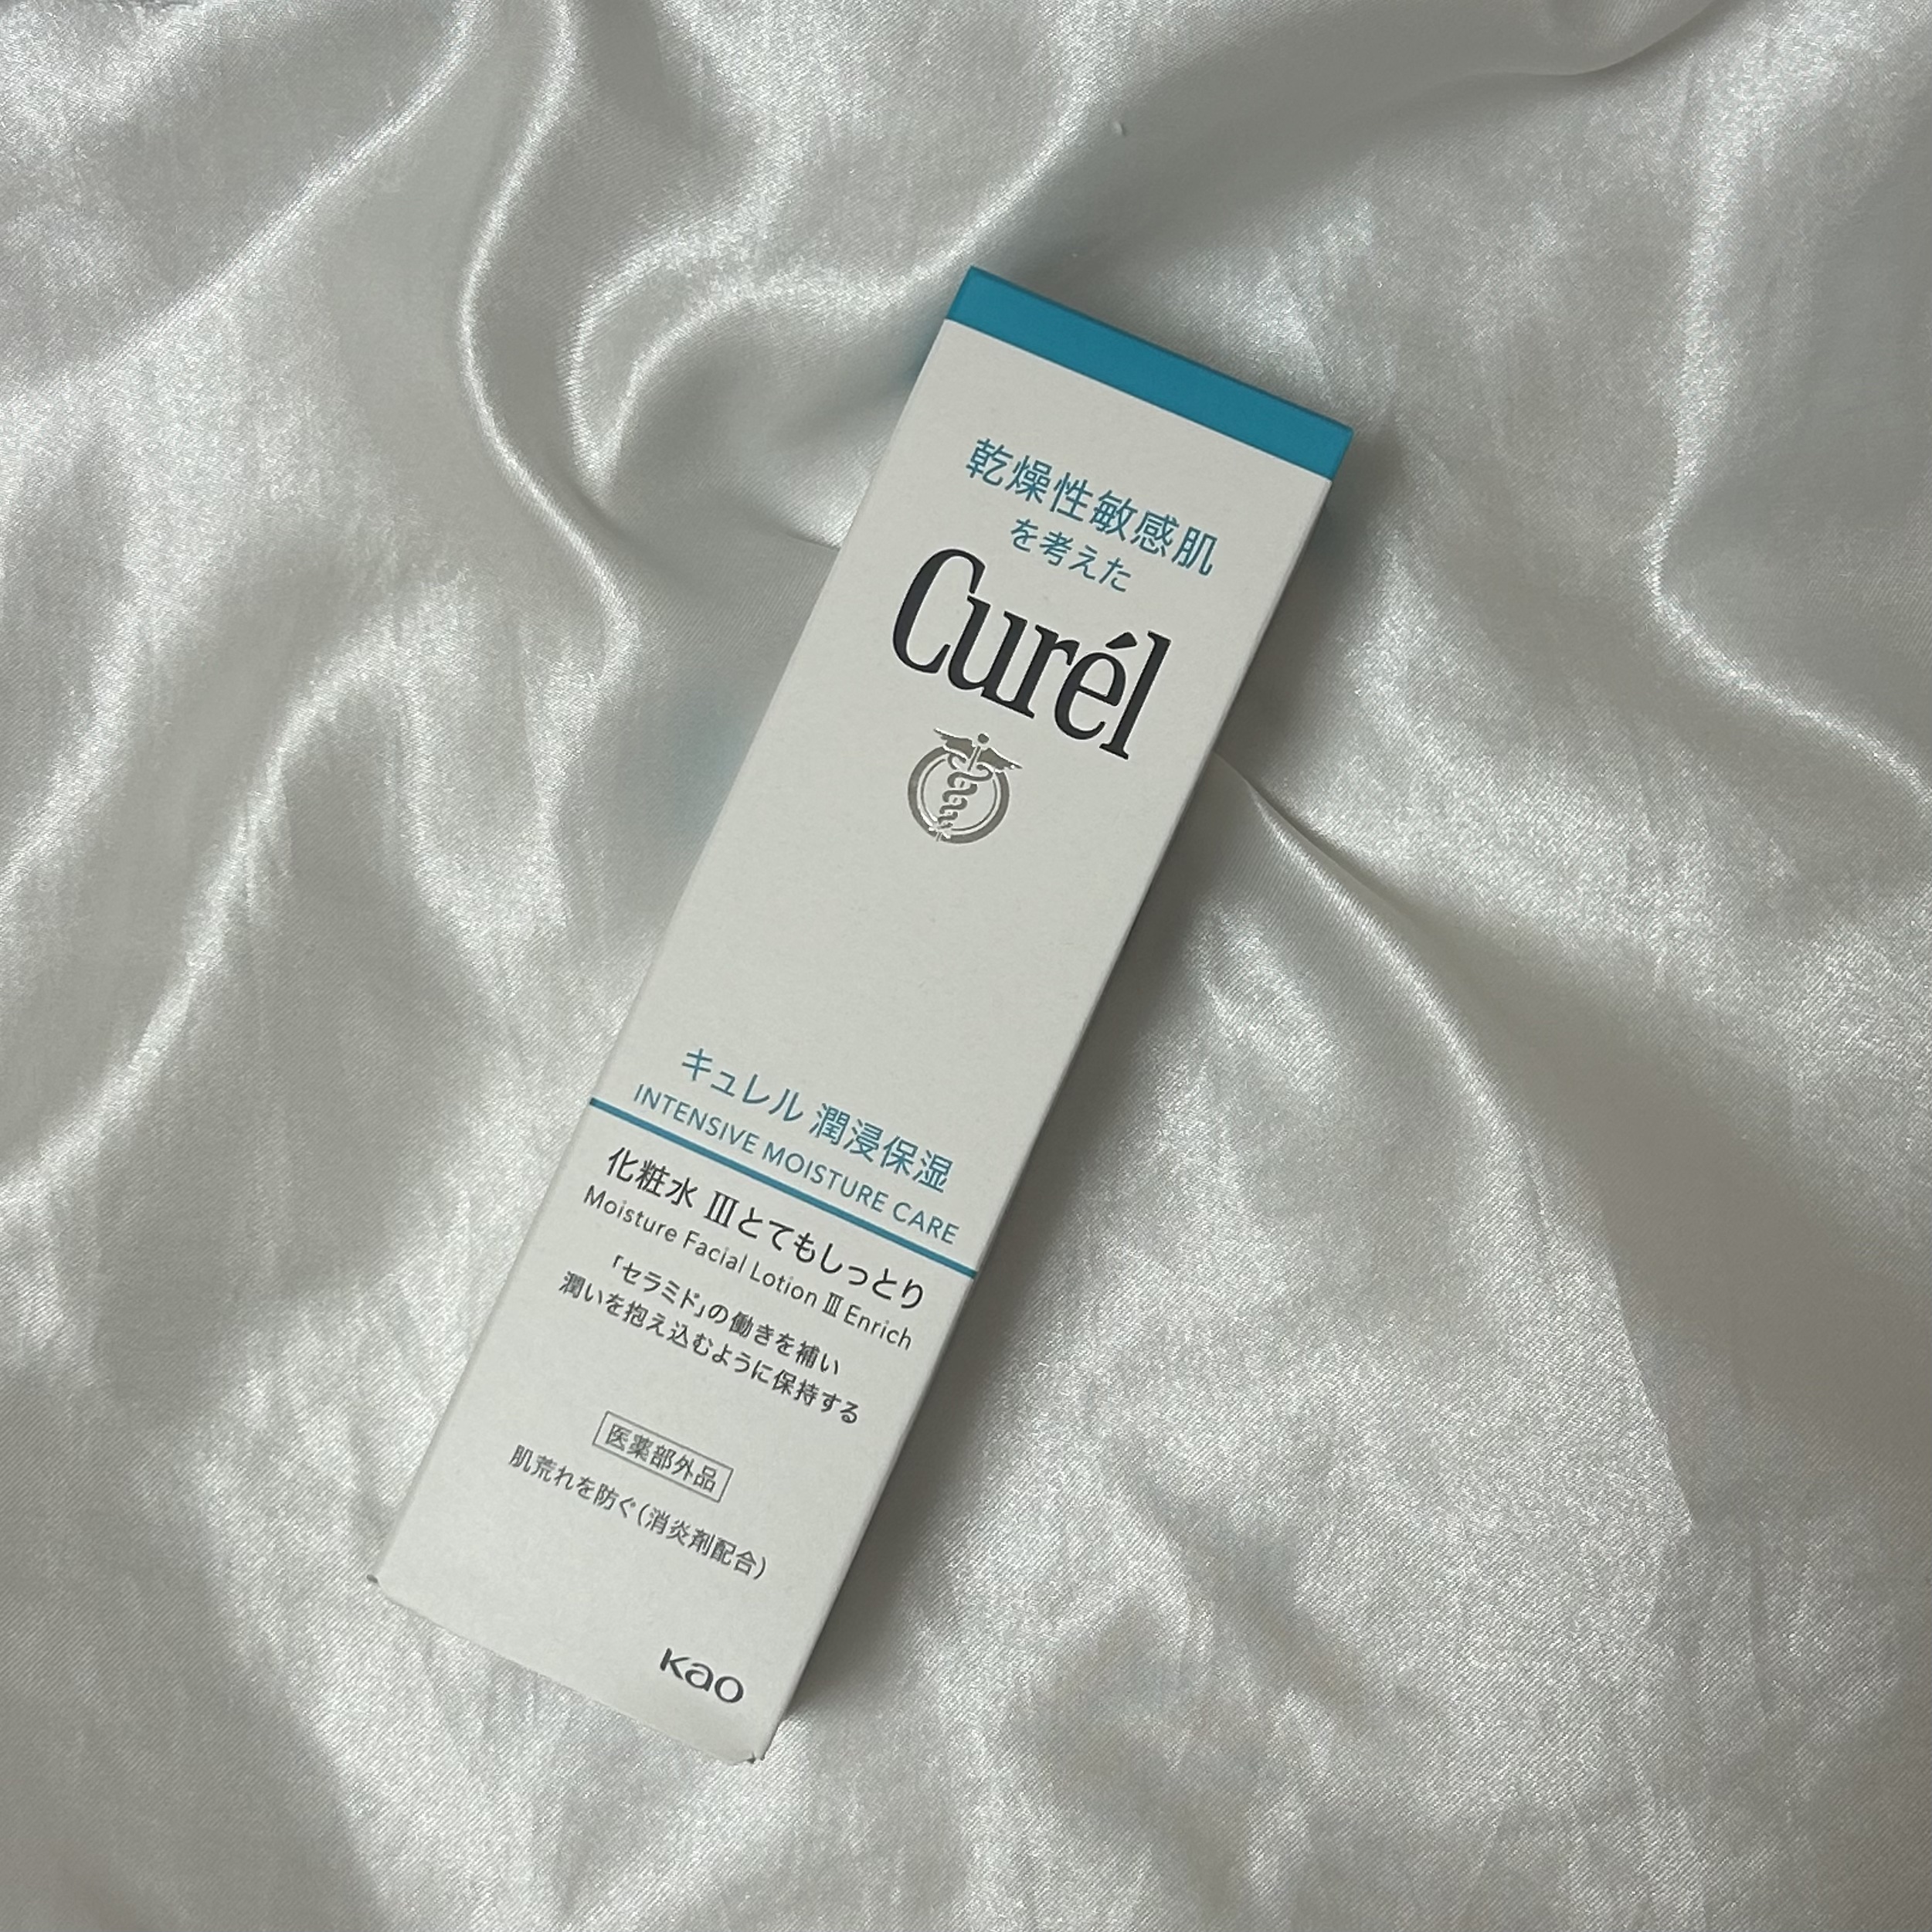 乾燥性敏感肌
を考えた
Curél
キュレル 潤浸保湿
INTENSIVE MOISTURE CARE
化粧水 Ⅲとてもしっとり
Moisture Facial Lotion Ⅲ Enrich
「セラミド」の働きを補い
潤いを抱え込むように保持する
医薬部外品
肌荒れを防ぐ(消炎剤配合)
Kao